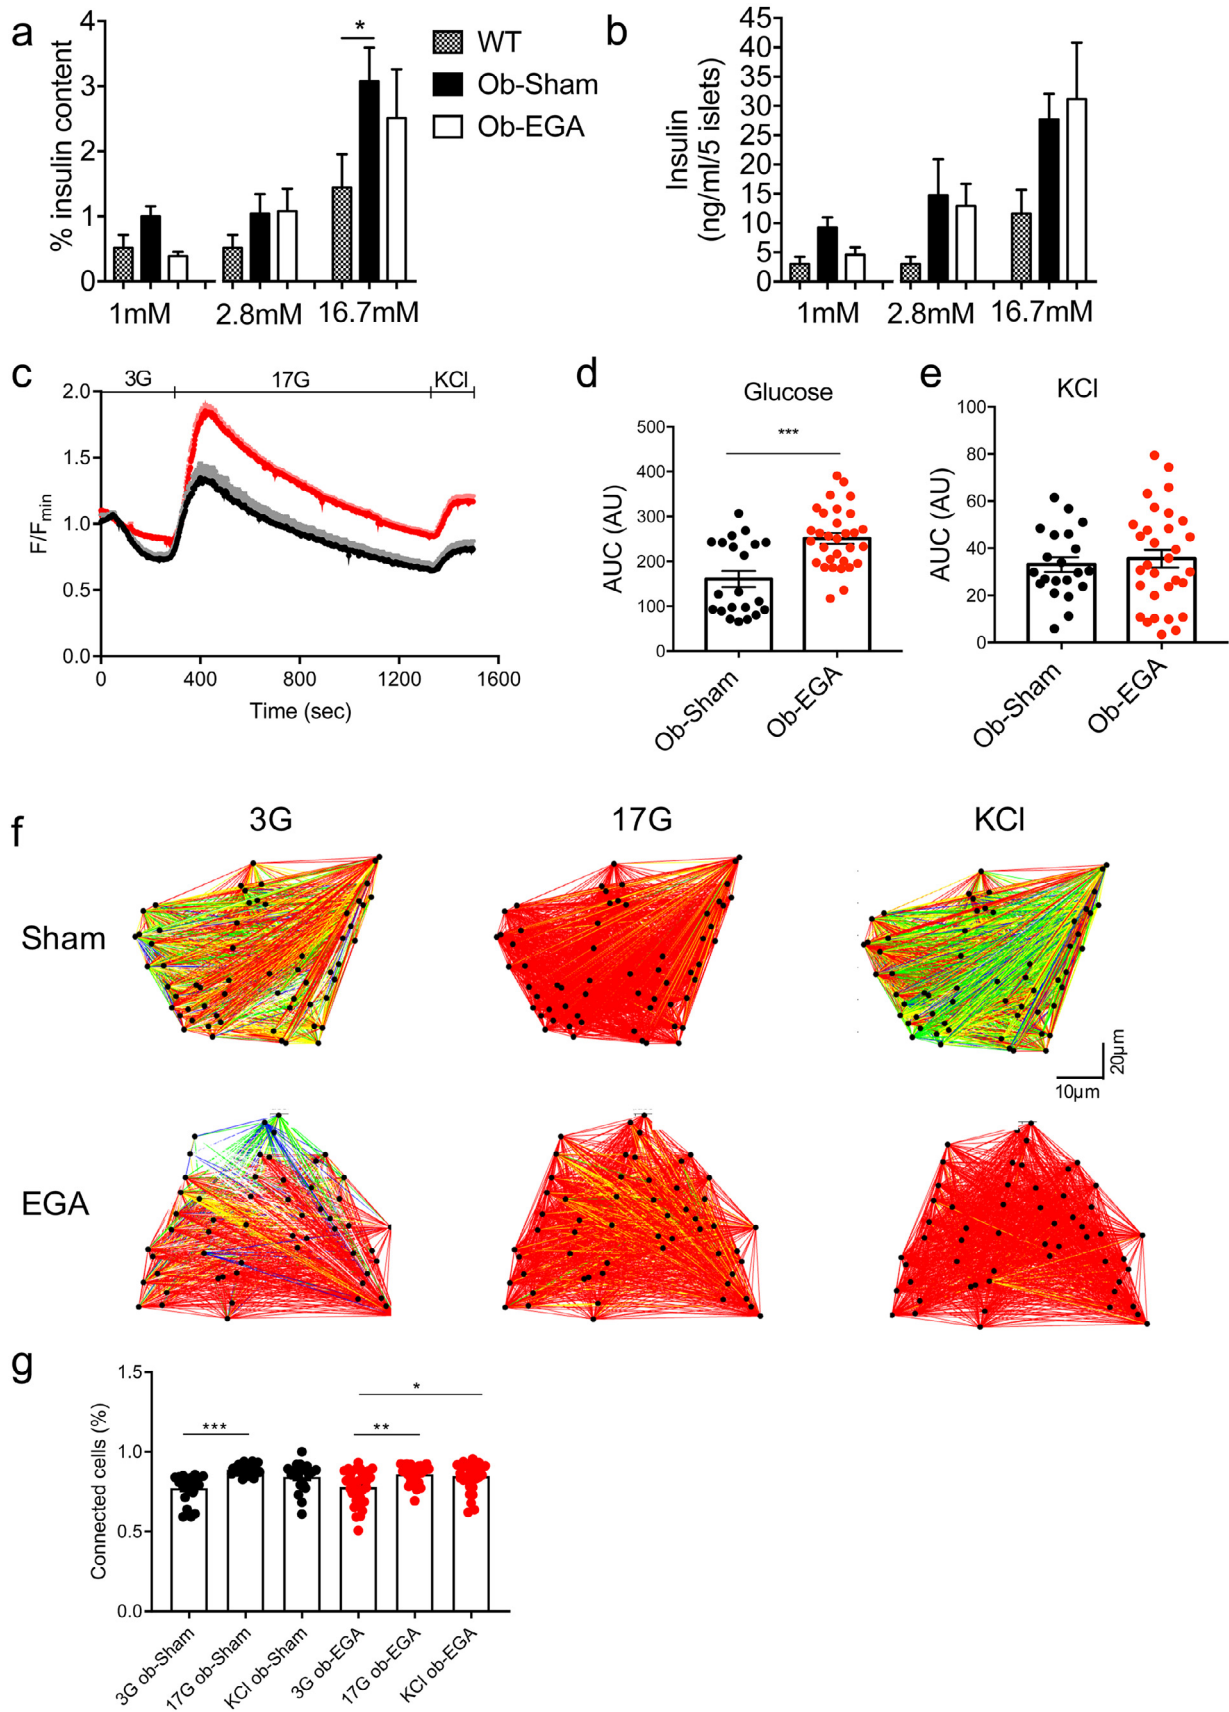 a
% insulin content
4
3
2
1
0
*
1mM
2.8mM
16.7mM
WT
Ob-Sham
Ob-EGA
b
Insulin
(ng/ml/5 islets)
45
40
35
30
25
20
15
10
5
0
1mM
2.8mM
16.7mM
c
3G
17G
KCl
F/Fmin
2.0
1.5
1.0
0.5
0.0
0
400
800
1200
1600
Time (sec)
d
Glucose
***
AUC (AU)
500
400
300
200
100
0
Ob-Sham
Ob-EGA
e
KCl
AUC (AU)
100
80
60
40
20
0
Ob-Sham
Ob-EGA
f
3G
17G
KCl
Sham
20µm
10µm
EGA
g
Connected cells (%)
1.5
1.0
0.5
0.0
***
**
*
3G ob-Sham
17G ob-Sham
KCl ob-Sham
3G ob-EGA
17G ob-EGA
KCl ob-EGA